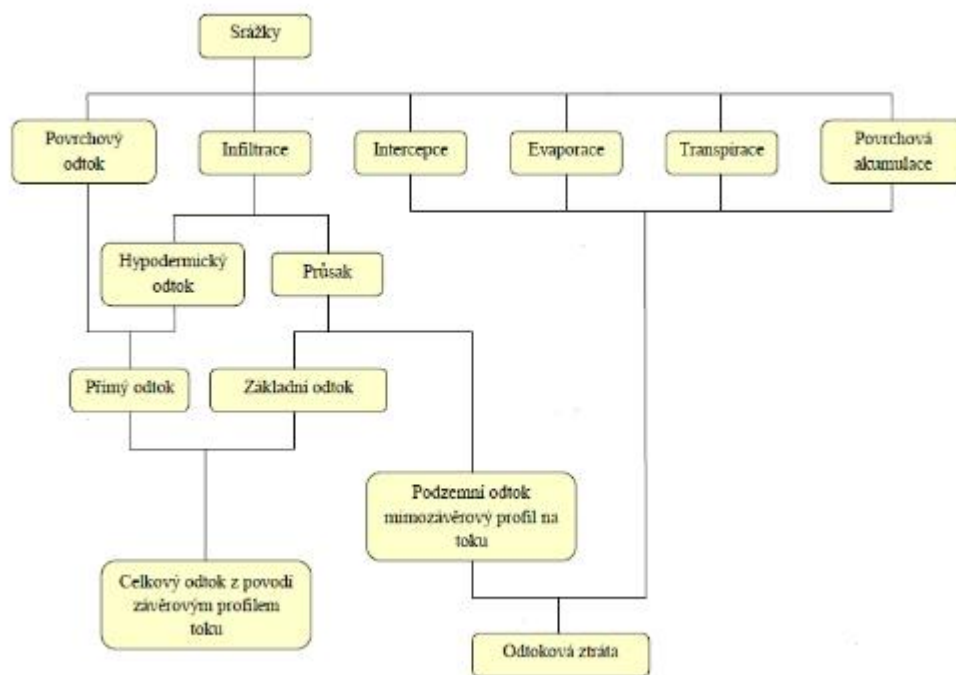 Srážky
Povrchový
odtok
Infiltrace
Intercepce
Evaporace
Transpirace
Povrchová
akumulace
Hypodermický
odtok
Průsak
Přímý odtok
Základní odtok
Podzemní odtok
mimozávěrový profil na
toku
Celkový odtok z povodí
závěrovým profilem
toku
Odtoková ztráta